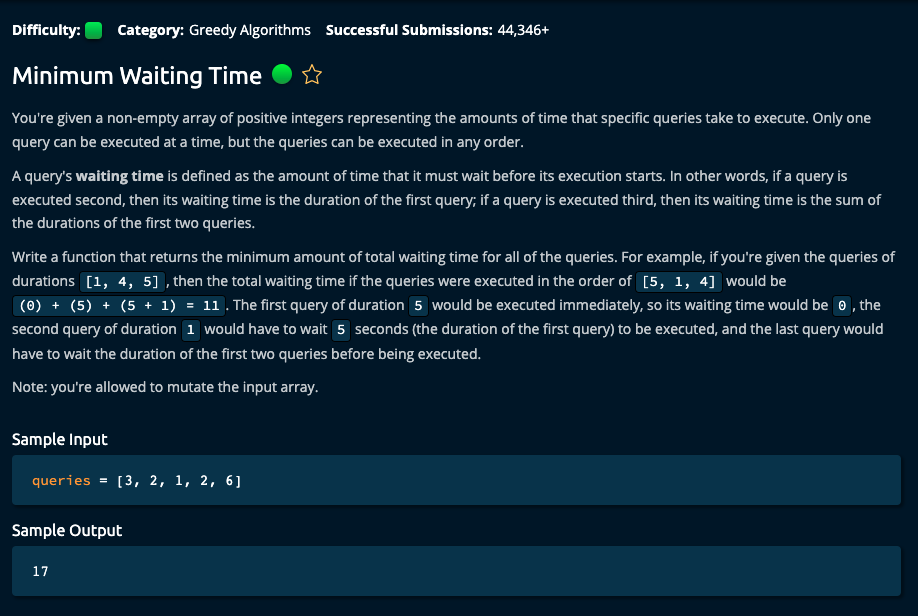 Difficulty: Category: Greedy Algorithms Successful Submissions: 44,346+
Minimum Waiting Time
You're given a non-empty array of positive integers representing the amounts of time that specific queries take to execute. Only one
query can be executed at a time, but the queries can be executed in any order.
A query's waiting time is defined as the amount of time that it must wait before its execution starts. In other words, if a query is
executed second, then its waiting time is the duration of the first query; if a query is executed third, then its waiting time is the sum of
the durations of the first two queries.
Write a function that returns the minimum amount of total waiting time for all of the queries. For example, if you're given the queries of
durations [1, 4, 5], then the total waiting time if the queries were executed in the order of [5, 1, 4] would be
(0) + (5) + (5 + 1) = 11. The first query of duration 5 would be executed immediately, so its waiting time would be 0, the
second query of duration 1 would have to wait 5 seconds (the duration of the first query) to be executed, and the last query would
have to wait the duration of the first two queries before being executed.
Note: you're allowed to mutate the input array.
Sample Input
queries = [3, 2, 1, 2, 6]
Sample Output
17